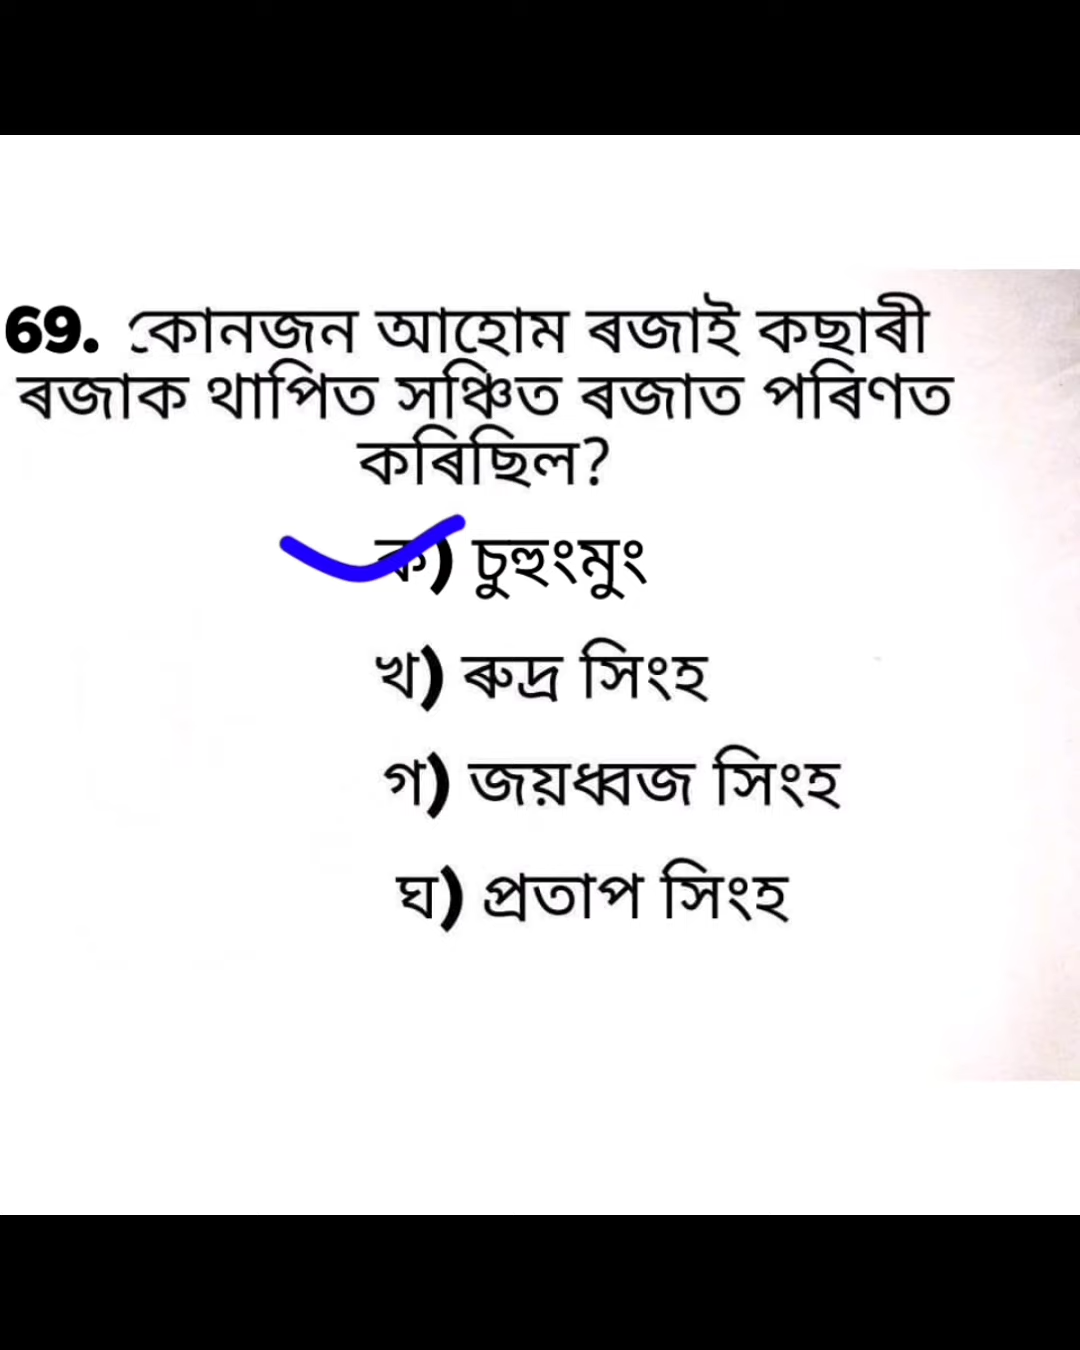 69. কোনজন আহোম ৰজাই কছাৰী
ৰজাক থাপিত সঞ্চিত ৰজাত পৰিণত
কৰিছিল?
ক) চুহুংমুং
খ) ৰুদ্ৰ সিংহ
গ) জয়ধ্বজ সিংহ
ঘ) প্ৰতাপ সিংহ